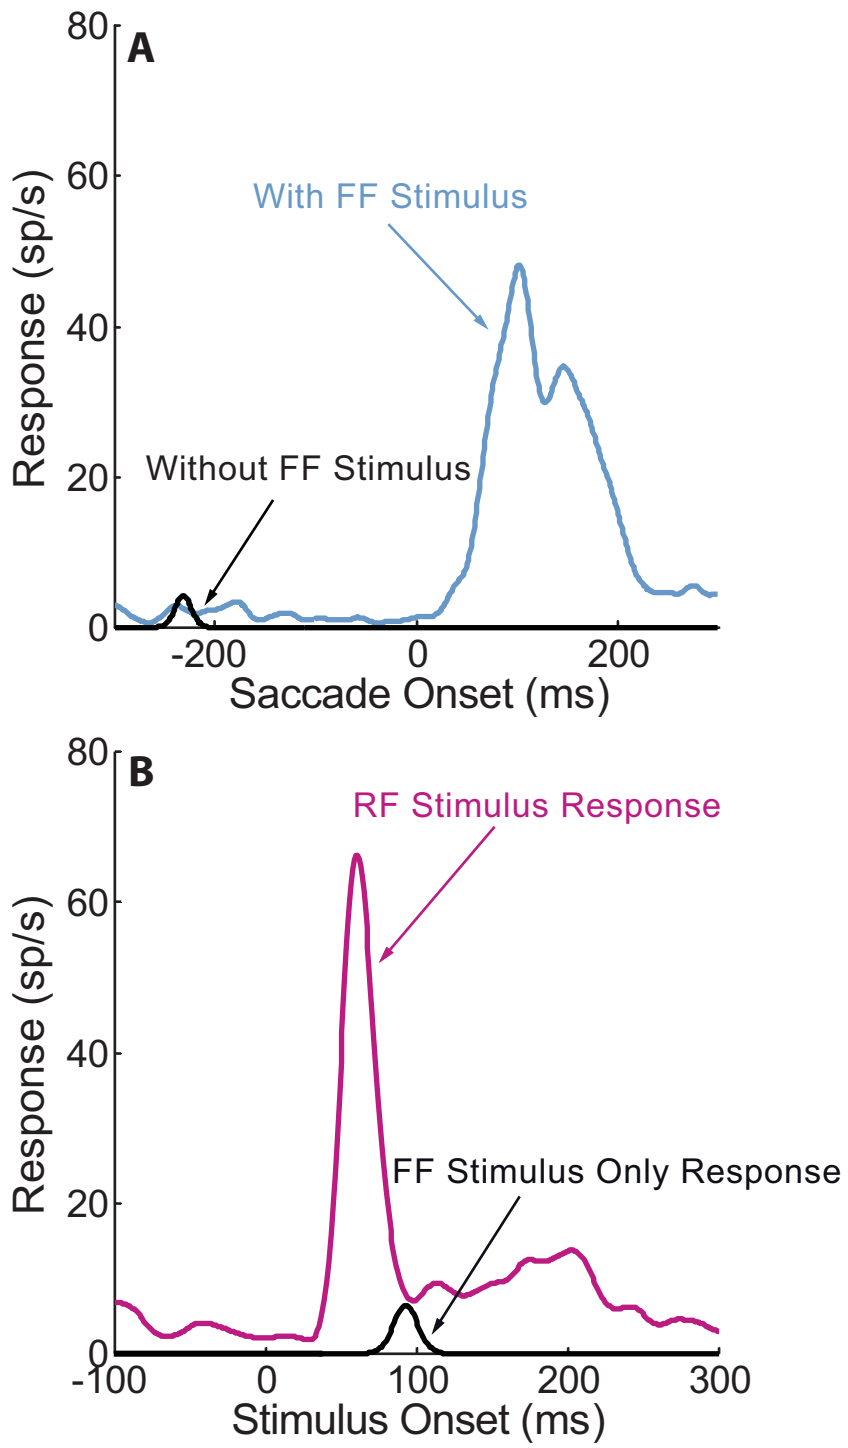 A
80
60
40
20
0
Response (sp/s)
With FF Stimulus
Without FF Stimulus
-200 0 200
Saccade Onset (ms)
B
80
60
40
20
0
Response (sp/s)
RF Stimulus Response
FF Stimulus Only Response
-100 0 100 200 300
Stimulus Onset (ms)